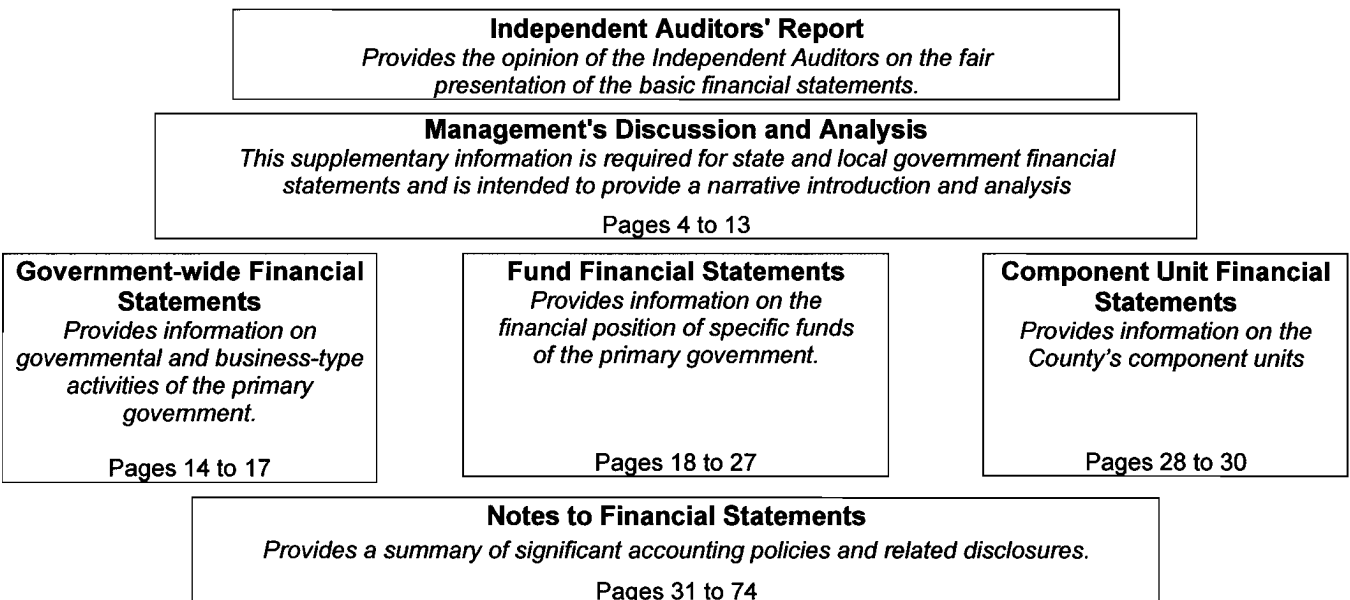 Independent Auditors' Report
Provides the opinion of the Independent Auditors on the fair
presentation of the basic financial statements.
Management's Discussion and Analysis
This supplementary information is required for state and local government financial
statements and is intended to provide a narrative introduction and analysis
Pages 4 to 13
Government-wide Financial
Statements
Provides information on
governmental and business-type
activities of the primary
government.
Pages 14 to 17
Fund Financial Statements
Provides information on the
financial position of specific funds
of the primary government.
Pages 18 to 27
Component Unit Financial
Statements
Provides information on the
County's component units
Pages 28 to 30
Notes to Financial Statements
Provides a summary of significant accounting policies and related disclosures.
Pages 31 to 74